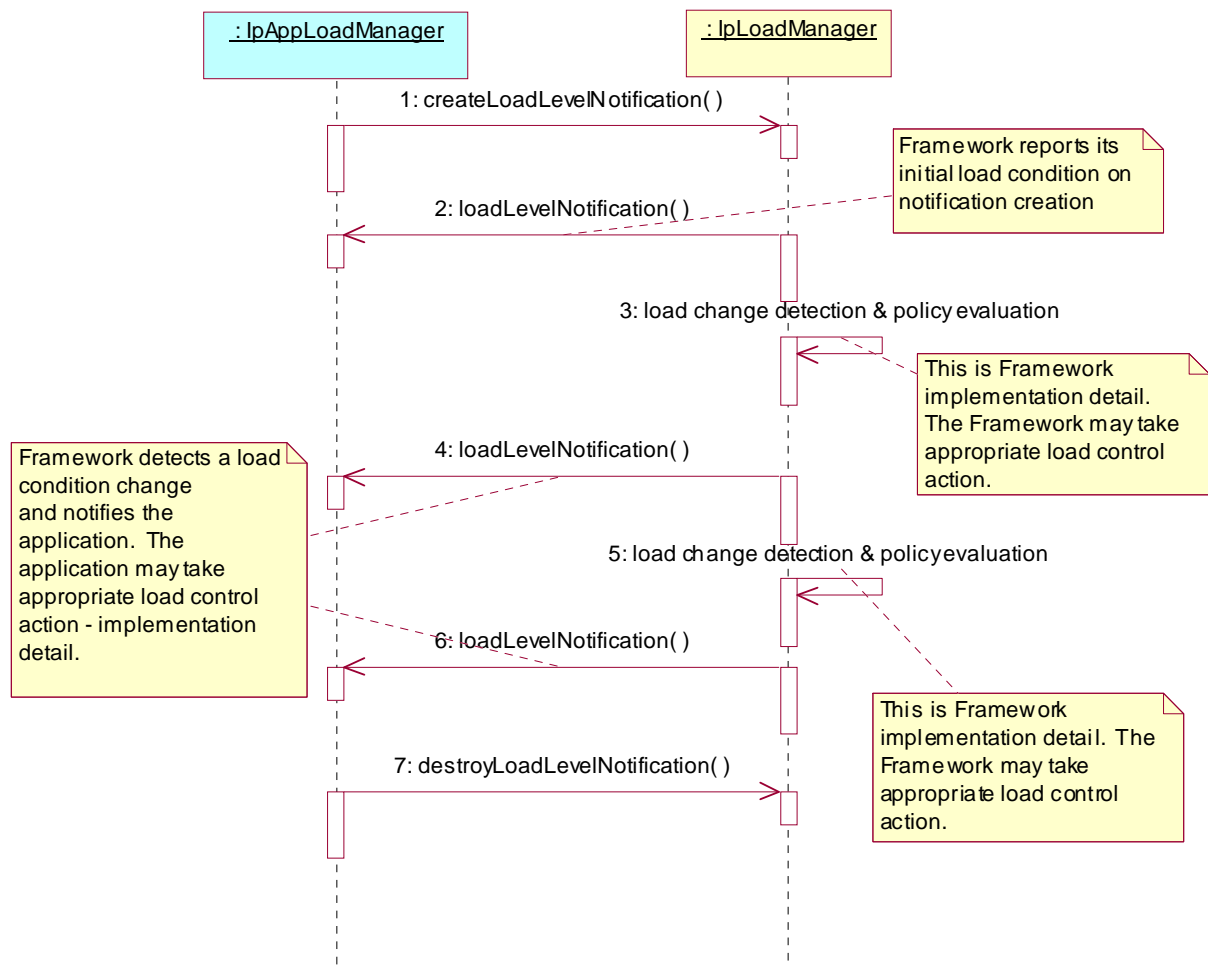 : IpAppLoadManager
: IpLoadManager
1: createLoadLevelNotification( )
Framework reports its
initial load condition on
notification creation
2: loadLevelNotification( )
3: load change detection & policy evaluation
This is Framework
implementation detail.
The Framework may take
appropriate load control
action.
4: loadLevelNotification( )
Framework detects a load
condition change
and notifies the
application. The
application may take
appropriate load control
action - implementation
detail.
5: load change detection & policy evaluation
6: loadLevelNotification( )
This is Framework
implementation detail. The
Framework may take
appropriate load control
action.
7: destroyLoadLevelNotification( )